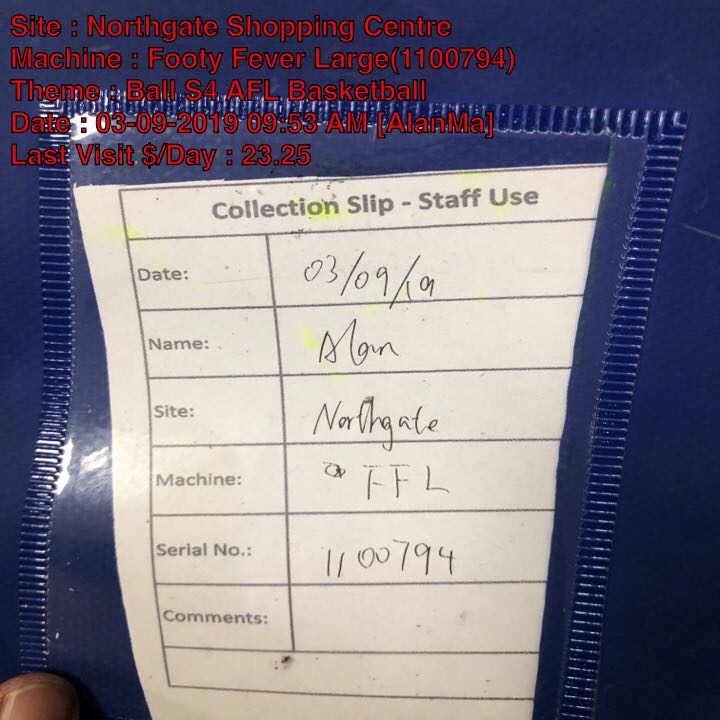 Site : Northgate Shopping Centre
Machine : Footy Fever Large(1100794)
Theme : Ball S4 AFL Basketball
Date : 03-09-2019 09:53 AM [AlanMa]
Last Visit $/Day : 23.25
Collection Slip - Staff Use
Date: 03/09/19
Name: Alan
Site: Northgate
Machine: FFL
Serial No.: 1100794
Comments: